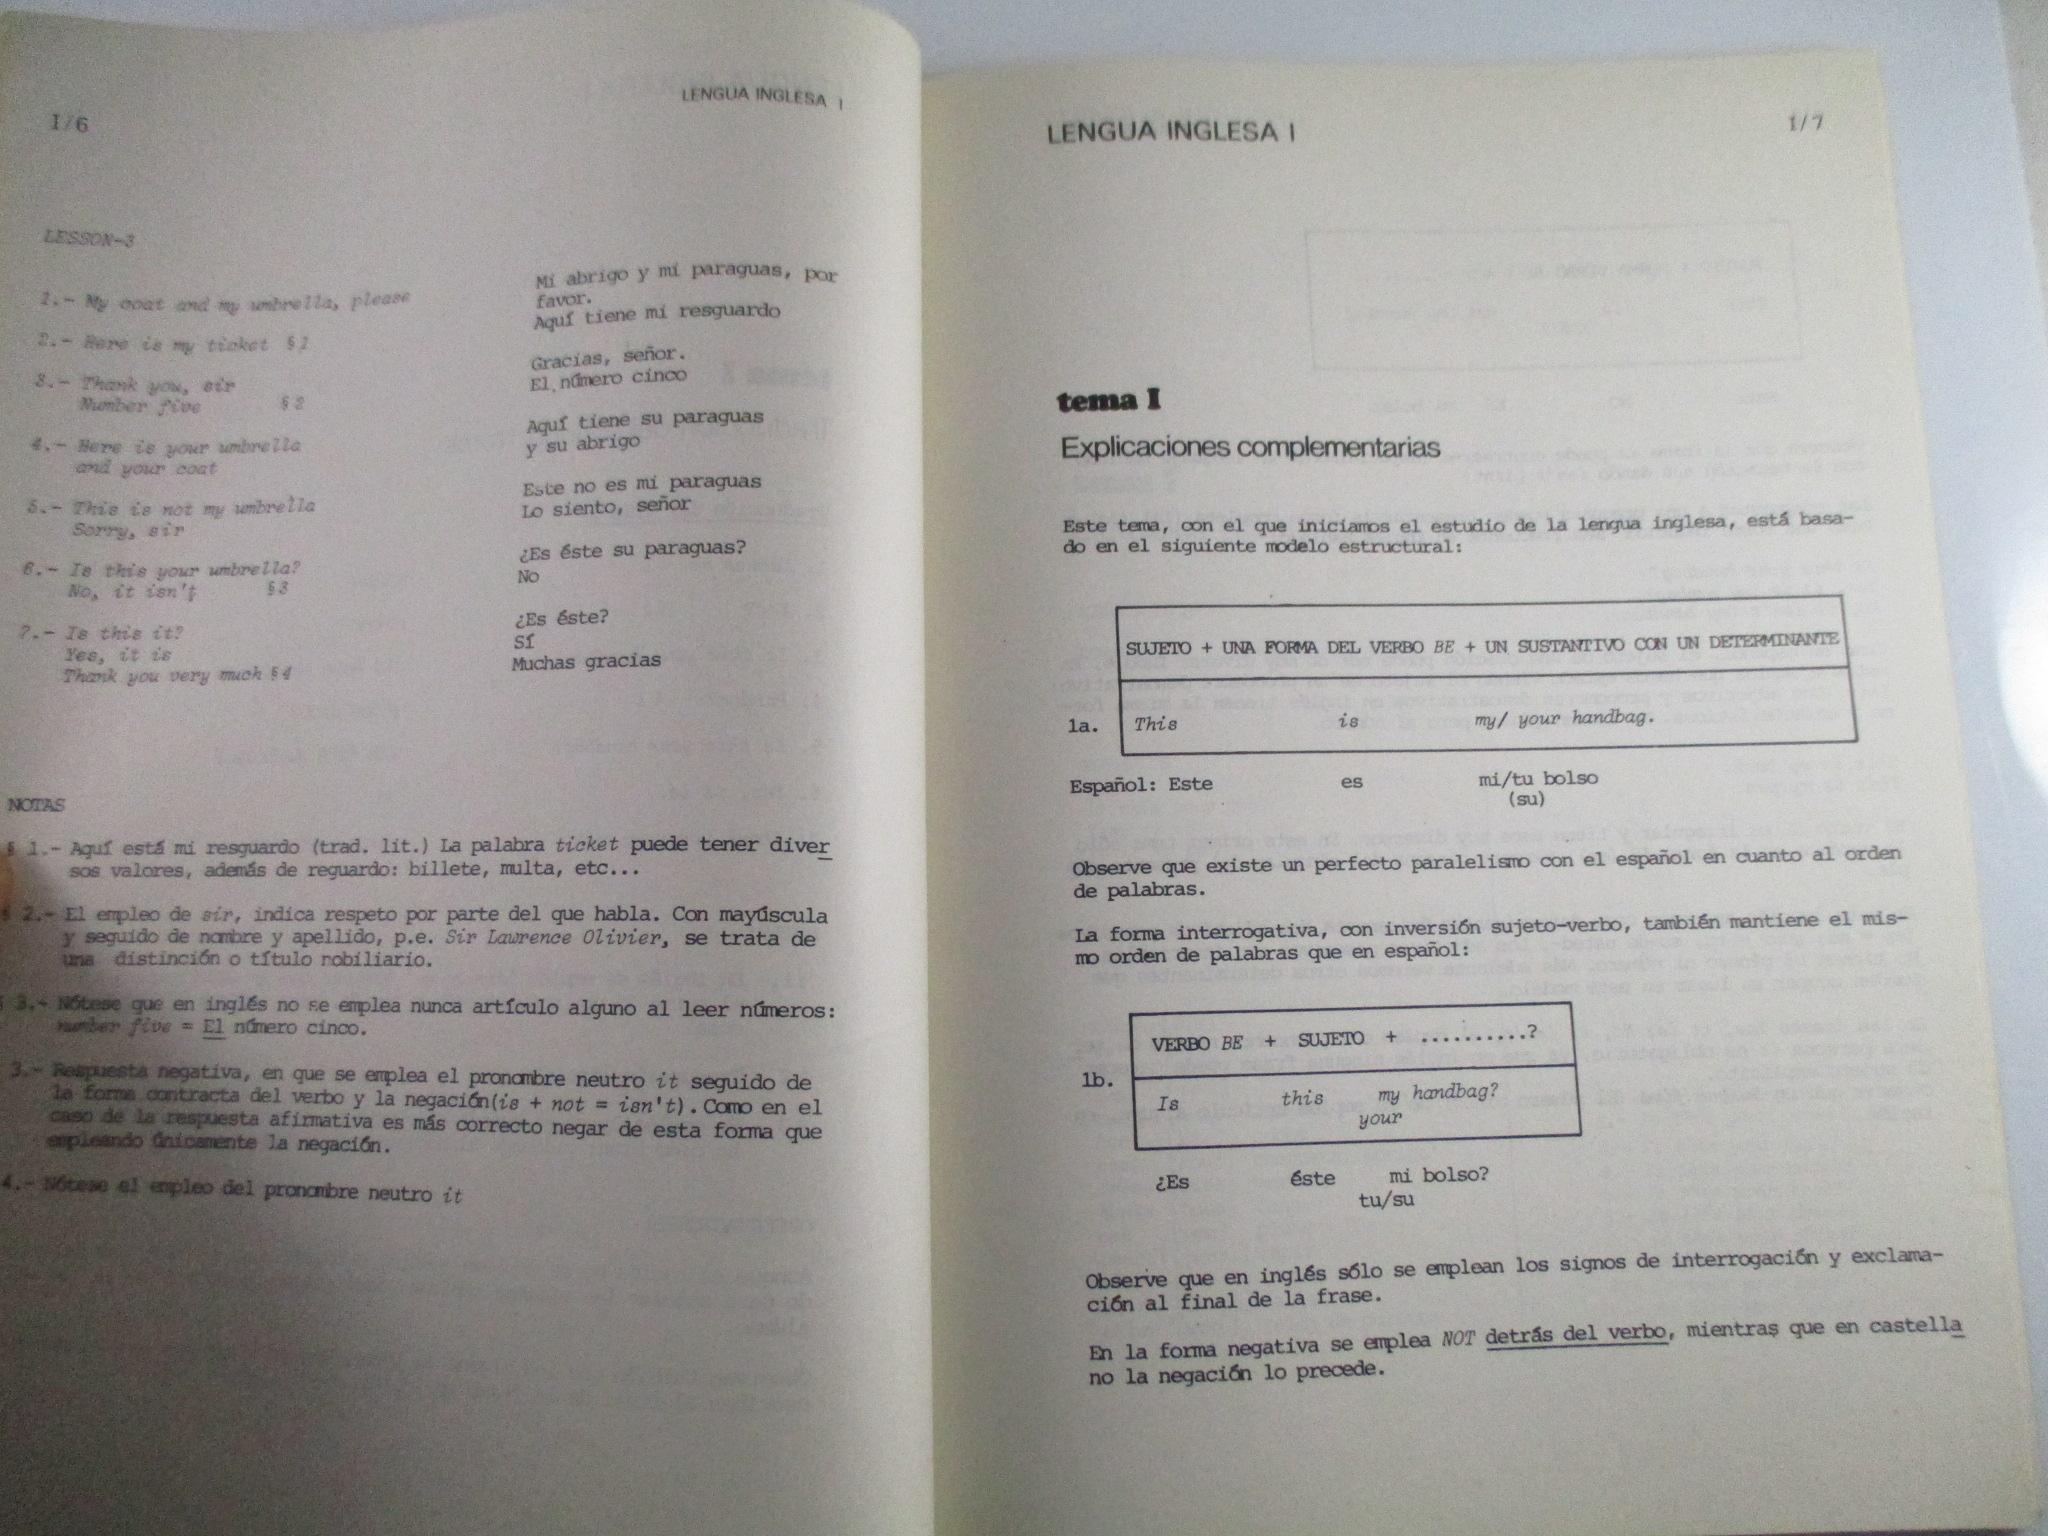 LENGUA INGLESA I
I/6
LESSON-3
1.- My coat and my umbrella, please
2.- Here is my ticket §1
3.- Thank you, sir
Number five §2
4.- Here is your umbrella
and your coat
5.- This is not my umbrella
Sorry, sir
6.- Is this your umbrella?
No, it isn't §3
7.- Is this it?
Yes, it is
Thank you very much §4
Mi abrigo y mi paraguas, por
favor.
Aquí tiene mi resguardo
Gracias, señor.
El número cinco
Aquí tiene su paraguas
y su abrigo
Este no es mi paraguas
Lo siento, señor
¿Es éste su paraguas?
No
¿Es éste?
Sí
Muchas gracias
NOTAS
§ 1.- Aquí está mi resguardo (trad. lit.) La palabra ticket puede tener diver
sos valores, además de reguardo: billete, multa, etc...
§ 2.- El empleo de sir, indica respeto por parte del que habla. Con mayúscula
y seguido de nombre y apellido, p.e. Sir Lawrence Olivier, se trata de
una distinción o título nobiliario.
§ 3.- Nótese que en inglés no se emplea nunca artículo alguno al leer números:
number five = El número cinco.
3.- Respuesta negativa, en que se emplea el pronombre neutro it seguido de
la forma contracta del verbo y la negación(is + not = isn't). Como en el
caso de la respuesta afirmativa es más correcto negar de esta forma que
empleando únicamente la negación.
4.- Nótese el empleo del pronombre neutro it
LENGUA INGLESA I
1/7
tema I
Explicaciones complementarias
Este tema, con el que iniciamos el estudio de la lengua inglesa, está basa-
do en el siguiente modelo estructural:
SUJETO + UNA FORMA DEL VERBO BE + UN SUSTANTIVO CON UN DETERMINANTE
1a. This is my/ your handbag.
Español: Este es mi/tu bolso
(su)
Observe que existe un perfecto paralelismo con el español en cuanto al orden
de palabras.
La forma interrogativa, con inversión sujeto-verbo, también mantiene el mis-
mo orden de palabras que en español:
VERBO BE + SUJETO + ..........?
1b. Is this my handbag?
your
¿Es éste mi bolso?
tu/su
Observe que en inglés sólo se emplean los signos de interrogación y exclama-
ción al final de la frase.
En la forma negativa se emplea NOT detrás del verbo, mientras que en castella
no la negación lo precede.